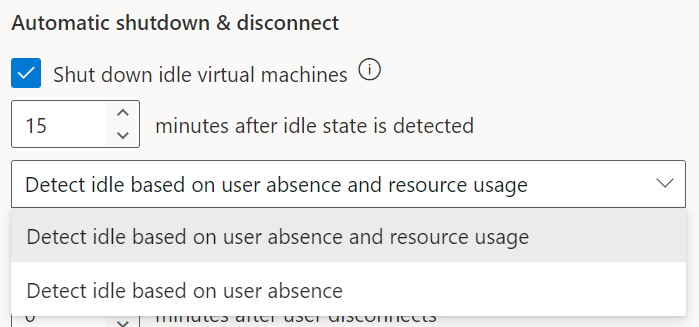 Automatic shutdown & disconnect
Shut down idle virtual machines
15 minutes after idle state is detected
Detect idle based on user absence and resource usage
Detect idle based on user absence and resource usage
Detect idle based on user absence
0 minutes after user disconnects